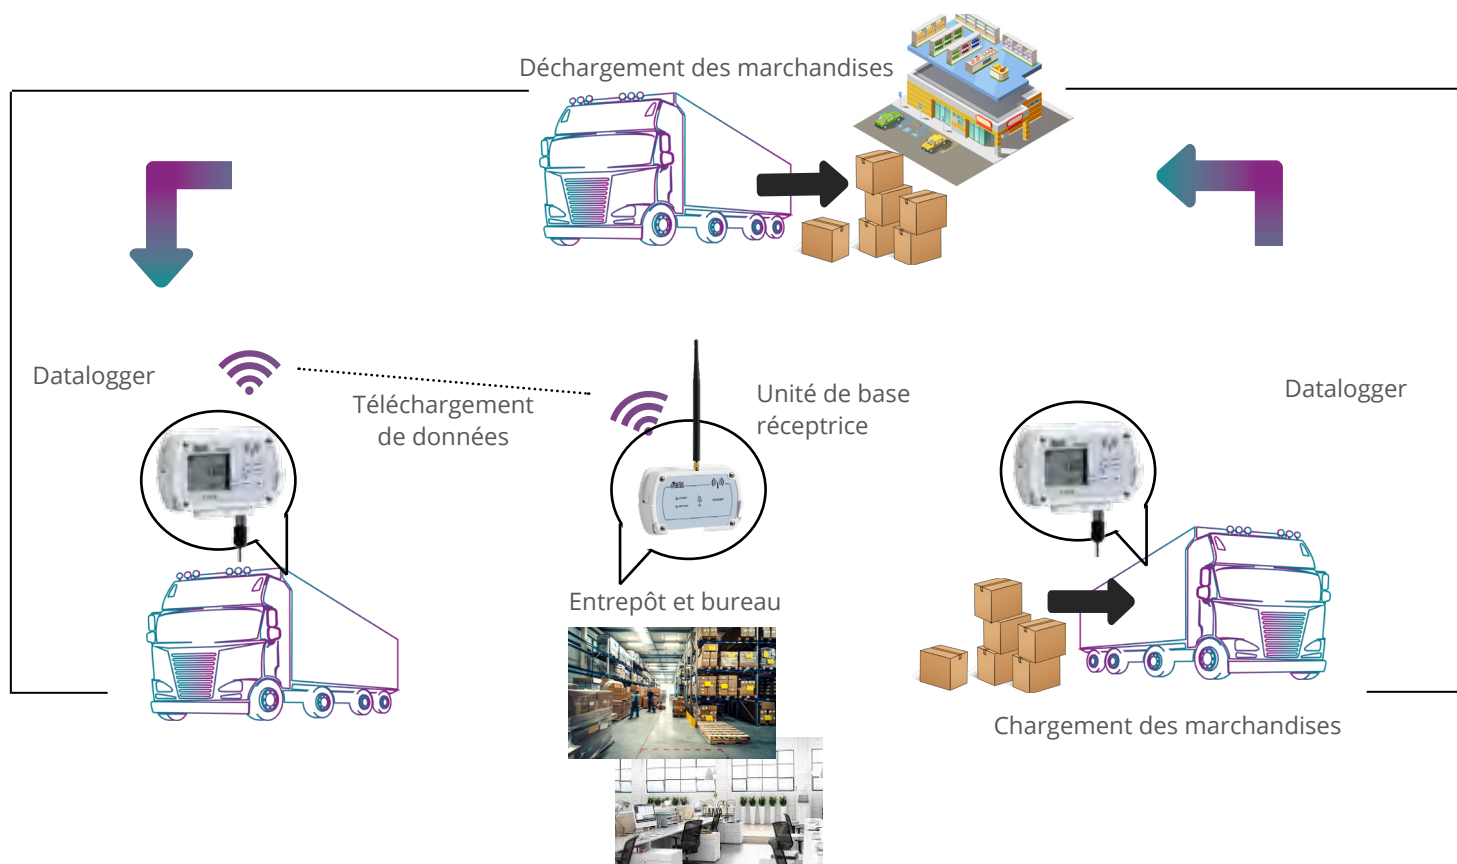 Déchargement des marchandises
Datalogger
Téléchargement
de données
Unité de base
réceptrice
Datalogger
Entrepôt et bureau
Chargement des marchandises